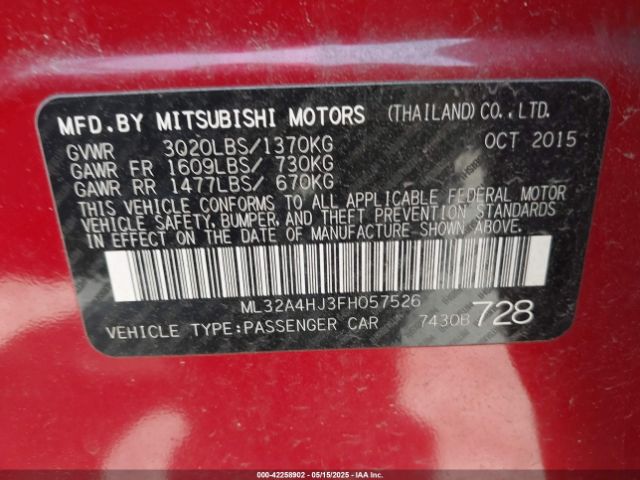 MFD.BY MITSUBISHI MOTORS (THAILAND) CO.,LTD.
GVWR 3020LBS/1370KG OCT 2015
GAWR FR 1609LBS/ 730KG
GAWR RR 1477LBS/ 670KG
THIS VEHICLE CONFORMS TO ALL APPLICABLE FEDERAL MOTOR
VEHICLE SAFETY, BUMPER, AND THEFT PREVENTION STANDARDS
IN EFFECT ON THE DATE OF MANUFACTURE SHOWN ABOVE.
ML32A4HJ3FH057526
VEHICLE TYPE:PASSENGER CAR 7430B 728
000-42258902 - 05/15/2025 - IAA, Inc.